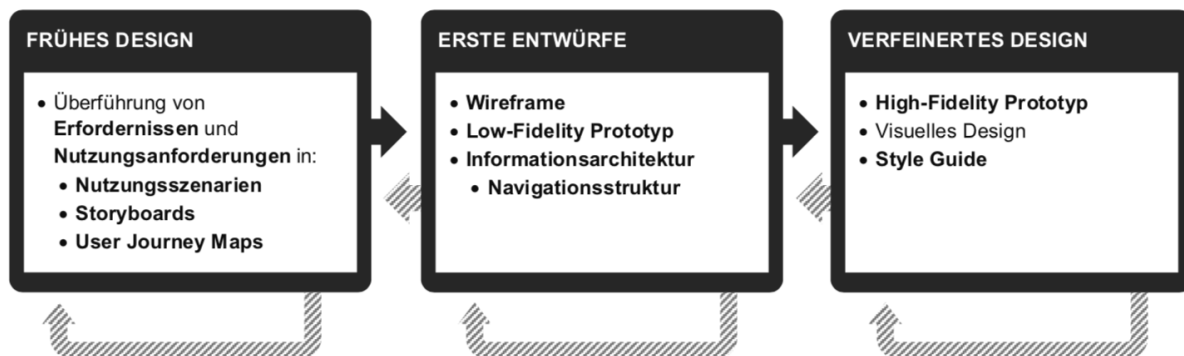 FRÜHES DESIGN
• Überführung von
Erfordernissen und
Nutzungsanforderungen in:
• Nutzungsszenarien
• Storyboards
• User Journey Maps
ERSTE ENTWÜRFE
• Wireframe
• Low-Fidelity Prototyp
• Informationsarchitektur
• Navigationsstruktur
VERFEINERTES DESIGN
• High-Fidelity Prototyp
• Visuelles Design
• Style Guide